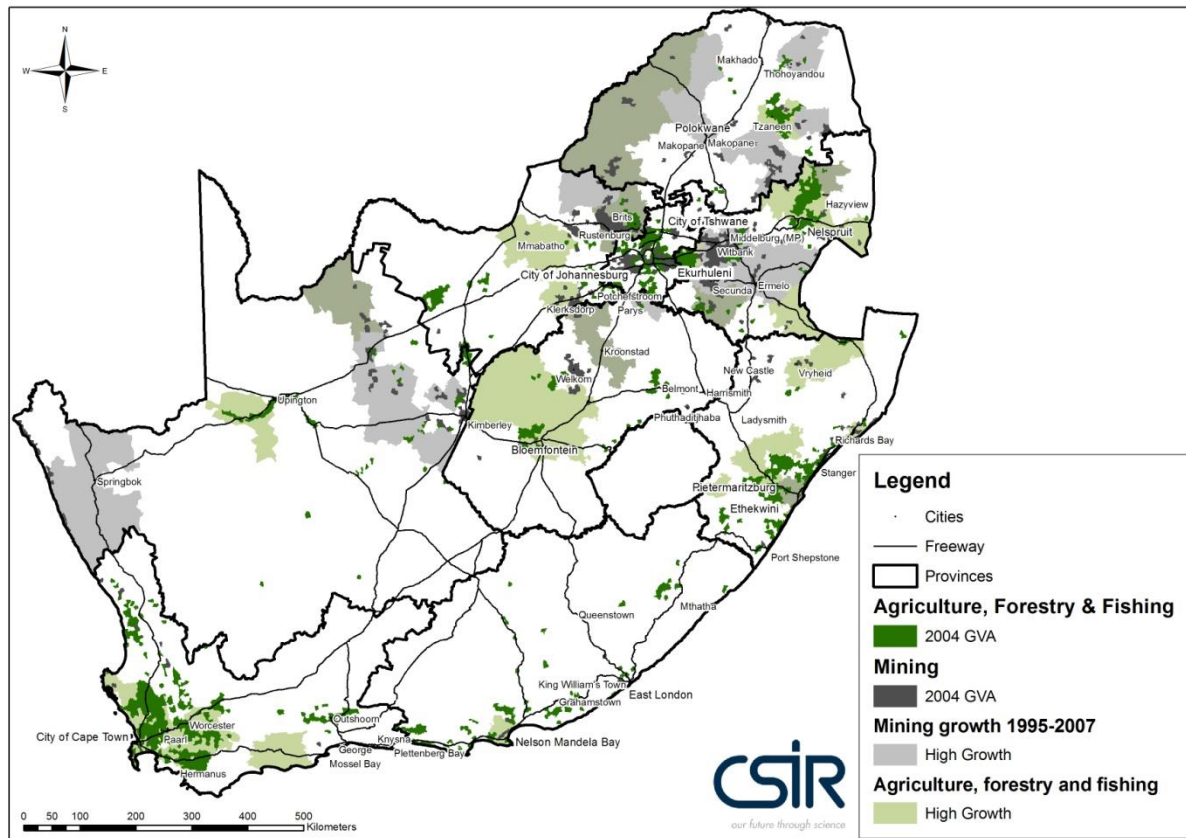 N
W
E
S
Makhado
Thohoyandou
Polokwane
Tzaneen
Makopane
Makopane
Hazyview
Brits
City of Tshwane
Rustenburg
Middelburg (MP)
Nelspruit
Mmabatho
Witbank
City of Johannesburg
Ekurhuleni
Secunda
Ermelo
Potchefstroom
Klerksdorp
Parys
Kroonstad
New Castle
Vryheid
Welkom
Belmont
Harrismith
Upington
Phuthaditjhaba
Ladysmith
Kimberley
Richards Bay
Bloemfontein
Stanger
Springbok
Pietermaritzburg
Ethekwini
Port Shepstone
Queenstown
Mthatha
King William's Town
East London
Grahamstown
Outshoorn
Worcester
City of Cape Town
Paarl
Knysna
Nelson Mandela Bay
George
Plettenberg Bay
Mossel Bay
Hermanus
Legend
Cities
Freeway
Provinces
Agriculture, Forestry & Fishing
2004 GVA
Mining
2004 GVA
Mining growth 1995-2007
High Growth
Agriculture, forestry and fishing
High Growth
CSIR
our future through science
0 50 100 200 300 400 500
Kilometers